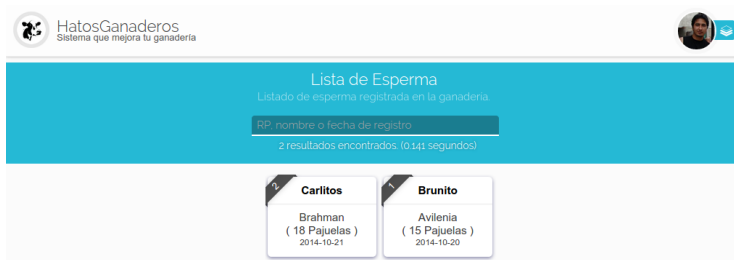 HatosGanaderos
Sistema que mejora tu ganadería
Lista de Esperma
Listado de esperma registrada en la ganadería.
RP, nombre o fecha de registro
2 resultados encontrados. (0.141 segundos)
2
Carlitos
Brahman
( 18 Pajuelas )
2014-10-21
1
Brunito
Avilenia
( 15 Pajuelas )
2014-10-20